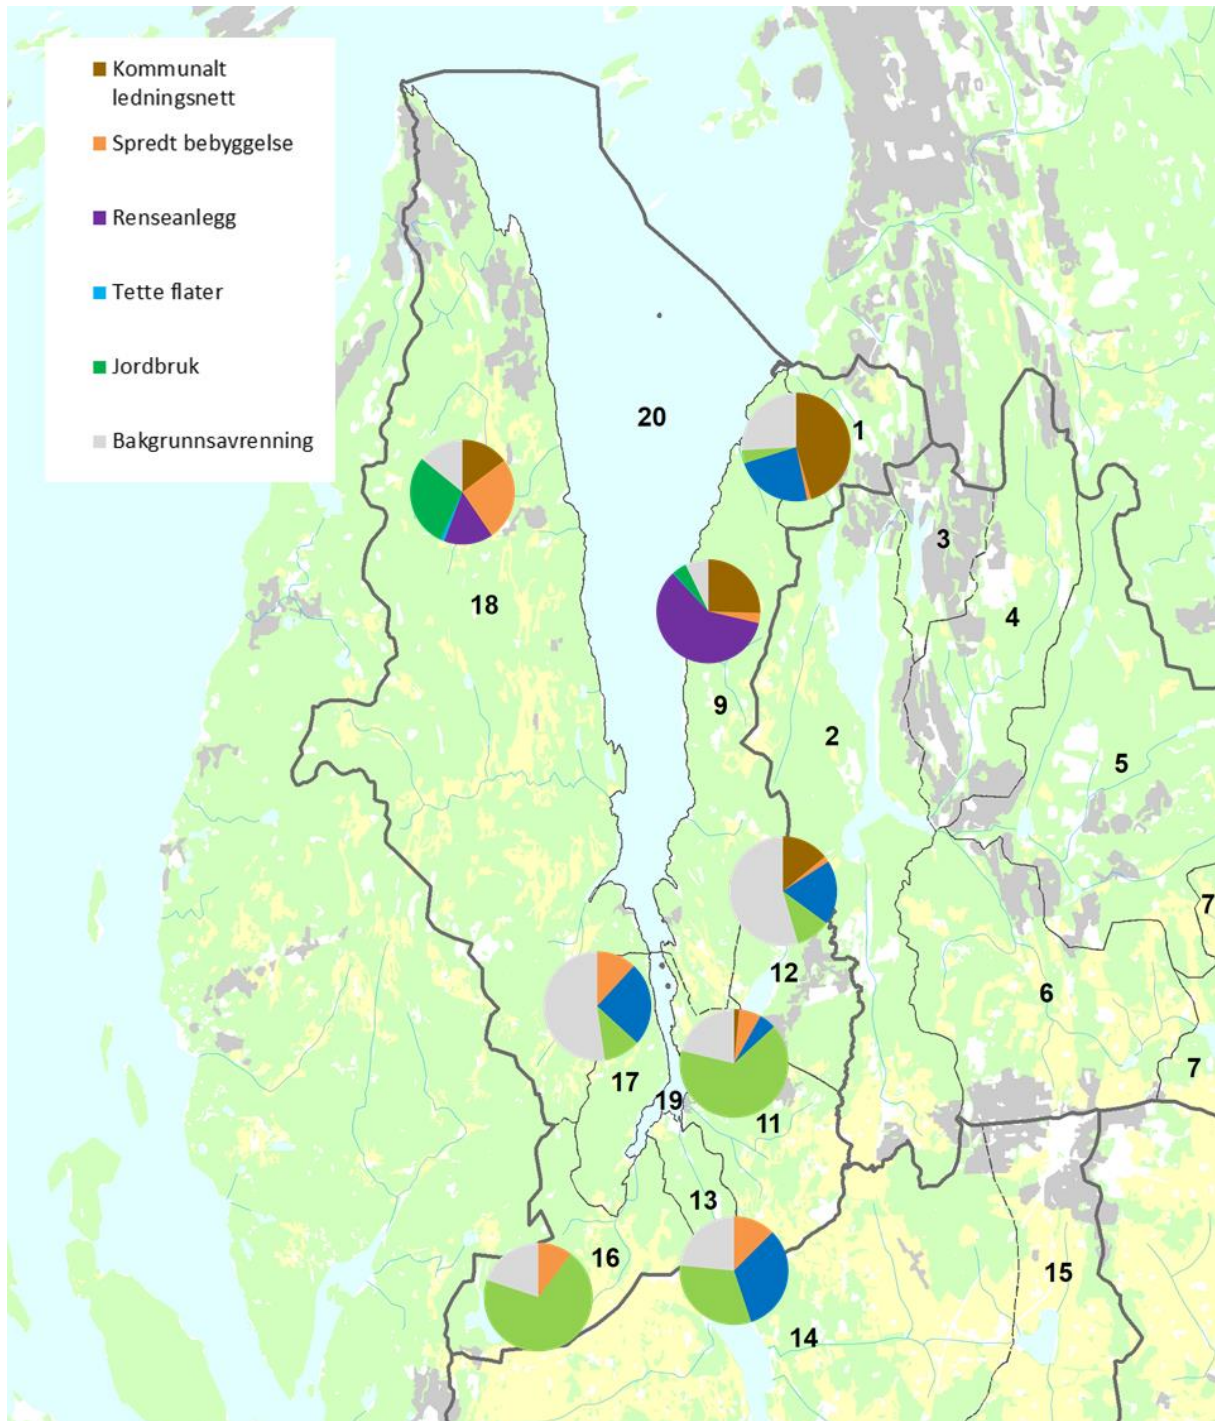 Kommunalt
ledningsnett
Spredt bebyggelse
Renseanlegg
Tette flater
Jordbruk
Bakgrunnsavrenning
20
1
3
18
4
9
2
5
7
12
6
7
17
19
11
13
16
15
14